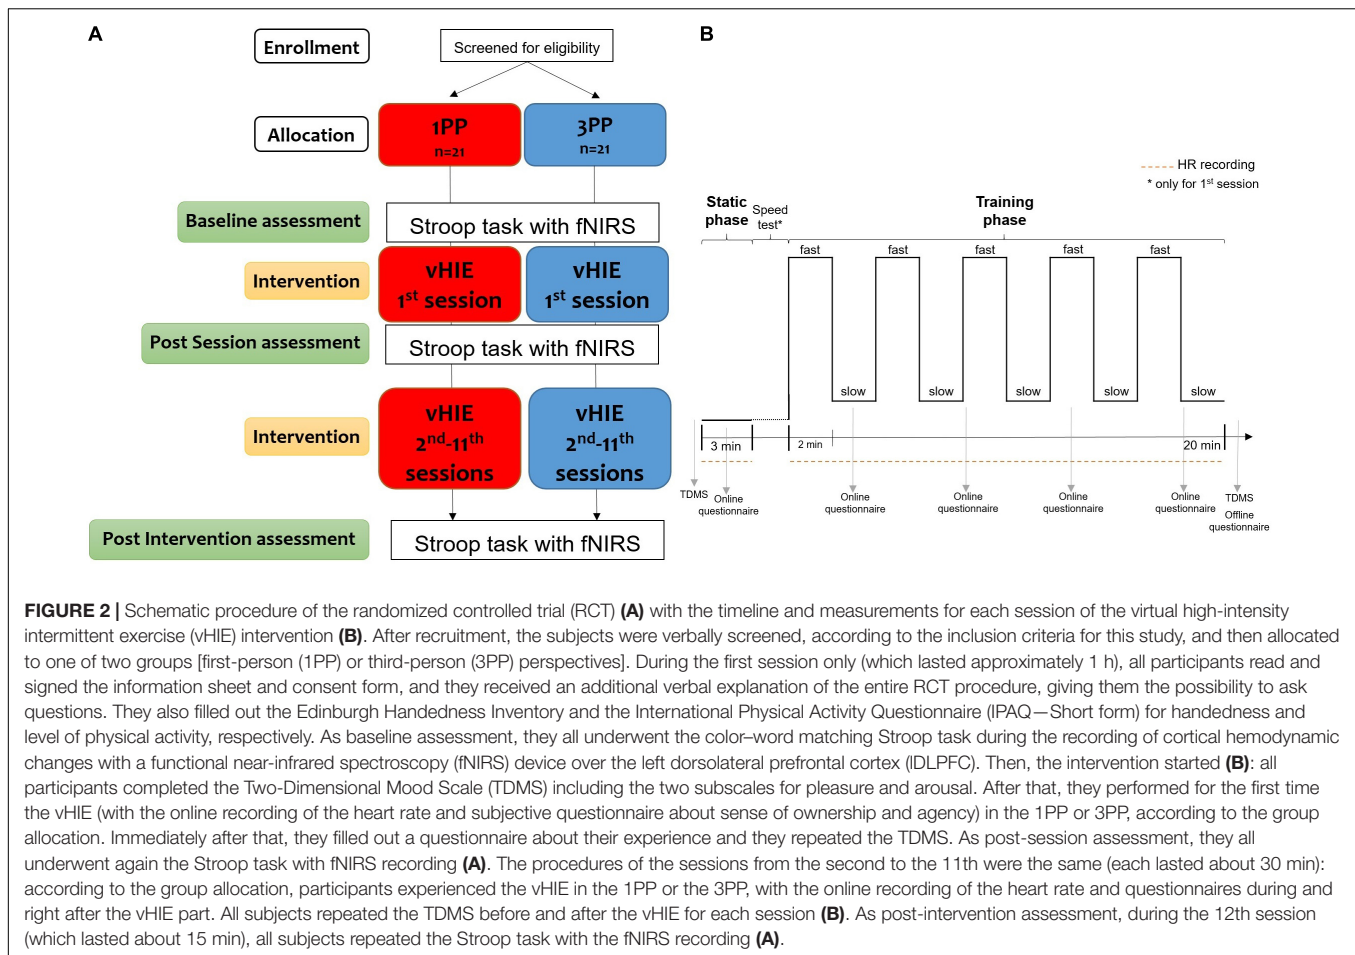 A
Enrollment
Screened for eligibility
Allocation
1PP
n=21
3PP
n=21
Baseline assessment
Stroop task with fNIRS
Intervention
vHIE
1st session
vHIE
1st session
Post Session assessment
Stroop task with fNIRS
Intervention
vHIE
2nd-11th
sessions
vHIE
2nd-11th
sessions
Post Intervention assessment
Stroop task with fNIRS
B
HR recording
* only for 1st session
Static
phase
Speed
test*
Training
phase
fast
fast
fast
fast
fast
slow
slow
slow
slow
slow
3 min
2 min
20 min
TDMS
Online
questionnaire
Online
questionnaire
Online
questionnaire
Online
questionnaire
Online
questionnaire
TDMS
Offline
questionnaire
FIGURE 2 | Schematic procedure of the randomized controlled trial (RCT) (A) with the timeline and measurements for each session of the virtual high-intensity
intermittent exercise (vHIE) intervention (B). After recruitment, the subjects were verbally screened, according to the inclusion criteria for this study, and then allocated
to one of two groups [first-person (1PP) or third-person (3PP) perspectives]. During the first session only (which lasted approximately 1 h), all participants read and
signed the information sheet and consent form, and they received an additional verbal explanation of the entire RCT procedure, giving them the possibility to ask
questions. They also filled out the Edinburgh Handedness Inventory and the International Physical Activity Questionnaire (IPAQ—Short form) for handedness and
level of physical activity, respectively. As baseline assessment, they all underwent the color–word matching Stroop task during the recording of cortical hemodynamic
changes with a functional near-infrared spectroscopy (fNIRS) device over the left dorsolateral prefrontal cortex (lDLPFC). Then, the intervention started (B): all
participants completed the Two-Dimensional Mood Scale (TDMS) including the two subscales for pleasure and arousal. After that, they performed for the first time
the vHIE (with the online recording of the heart rate and subjective questionnaire about sense of ownership and agency) in the 1PP or 3PP, according to the group
allocation. Immediately after that, they filled out a questionnaire about their experience and they repeated the TDMS. As post-session assessment, they all
underwent again the Stroop task with fNIRS recording (A). The procedures of the sessions from the second to the 11th were the same (each lasted about 30 min):
according to the group allocation, participants experienced the vHIE in the 1PP or the 3PP, with the online recording of the heart rate and questionnaires during and
right after the vHIE part. All subjects repeated the TDMS before and after the vHIE for each session (B). As post-intervention assessment, during the 12th session
(which lasted about 15 min), all subjects repeated the Stroop task with the fNIRS recording (A).